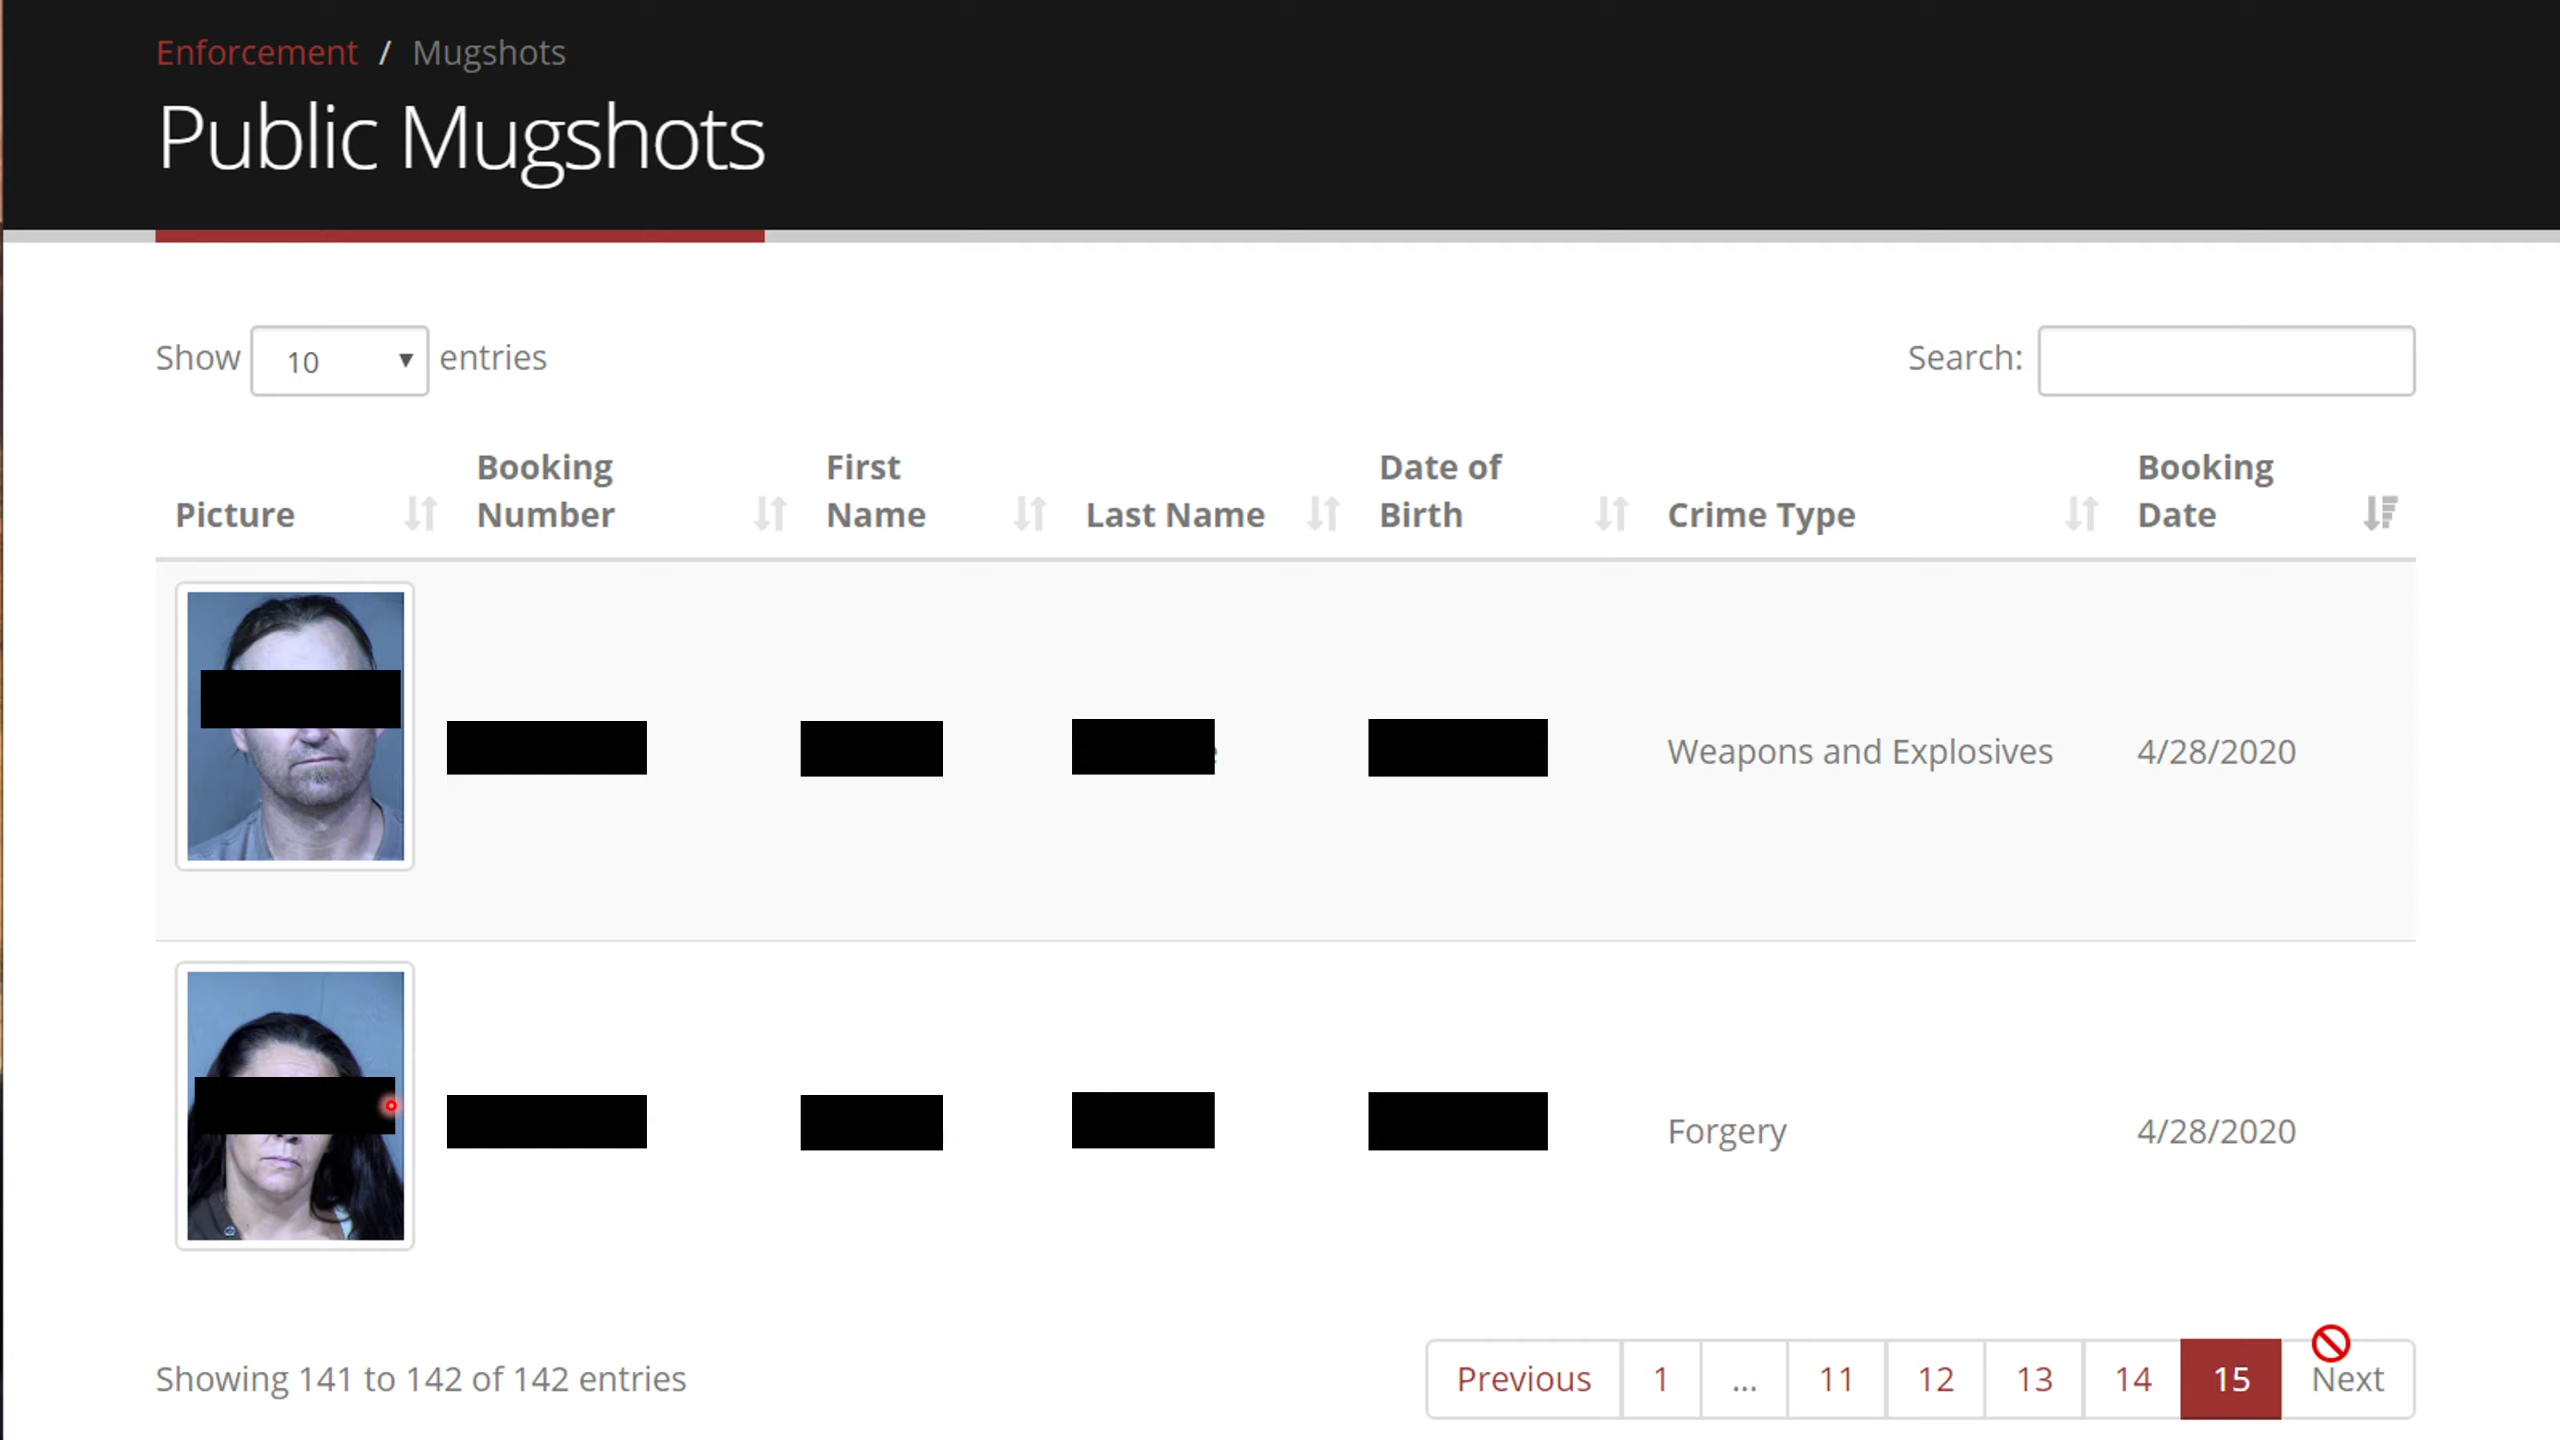 Enforcement / Mugshots
Public Mugshots
Show 10 entries
Search:
Picture
Booking Number
First Name
Last Name
Date of Birth
Crime Type
Booking Date
Weapons and Explosives
4/28/2020
Forgery
4/28/2020
Showing 141 to 142 of 142 entries
Previous 1 ... 11 12 13 14 15 Next